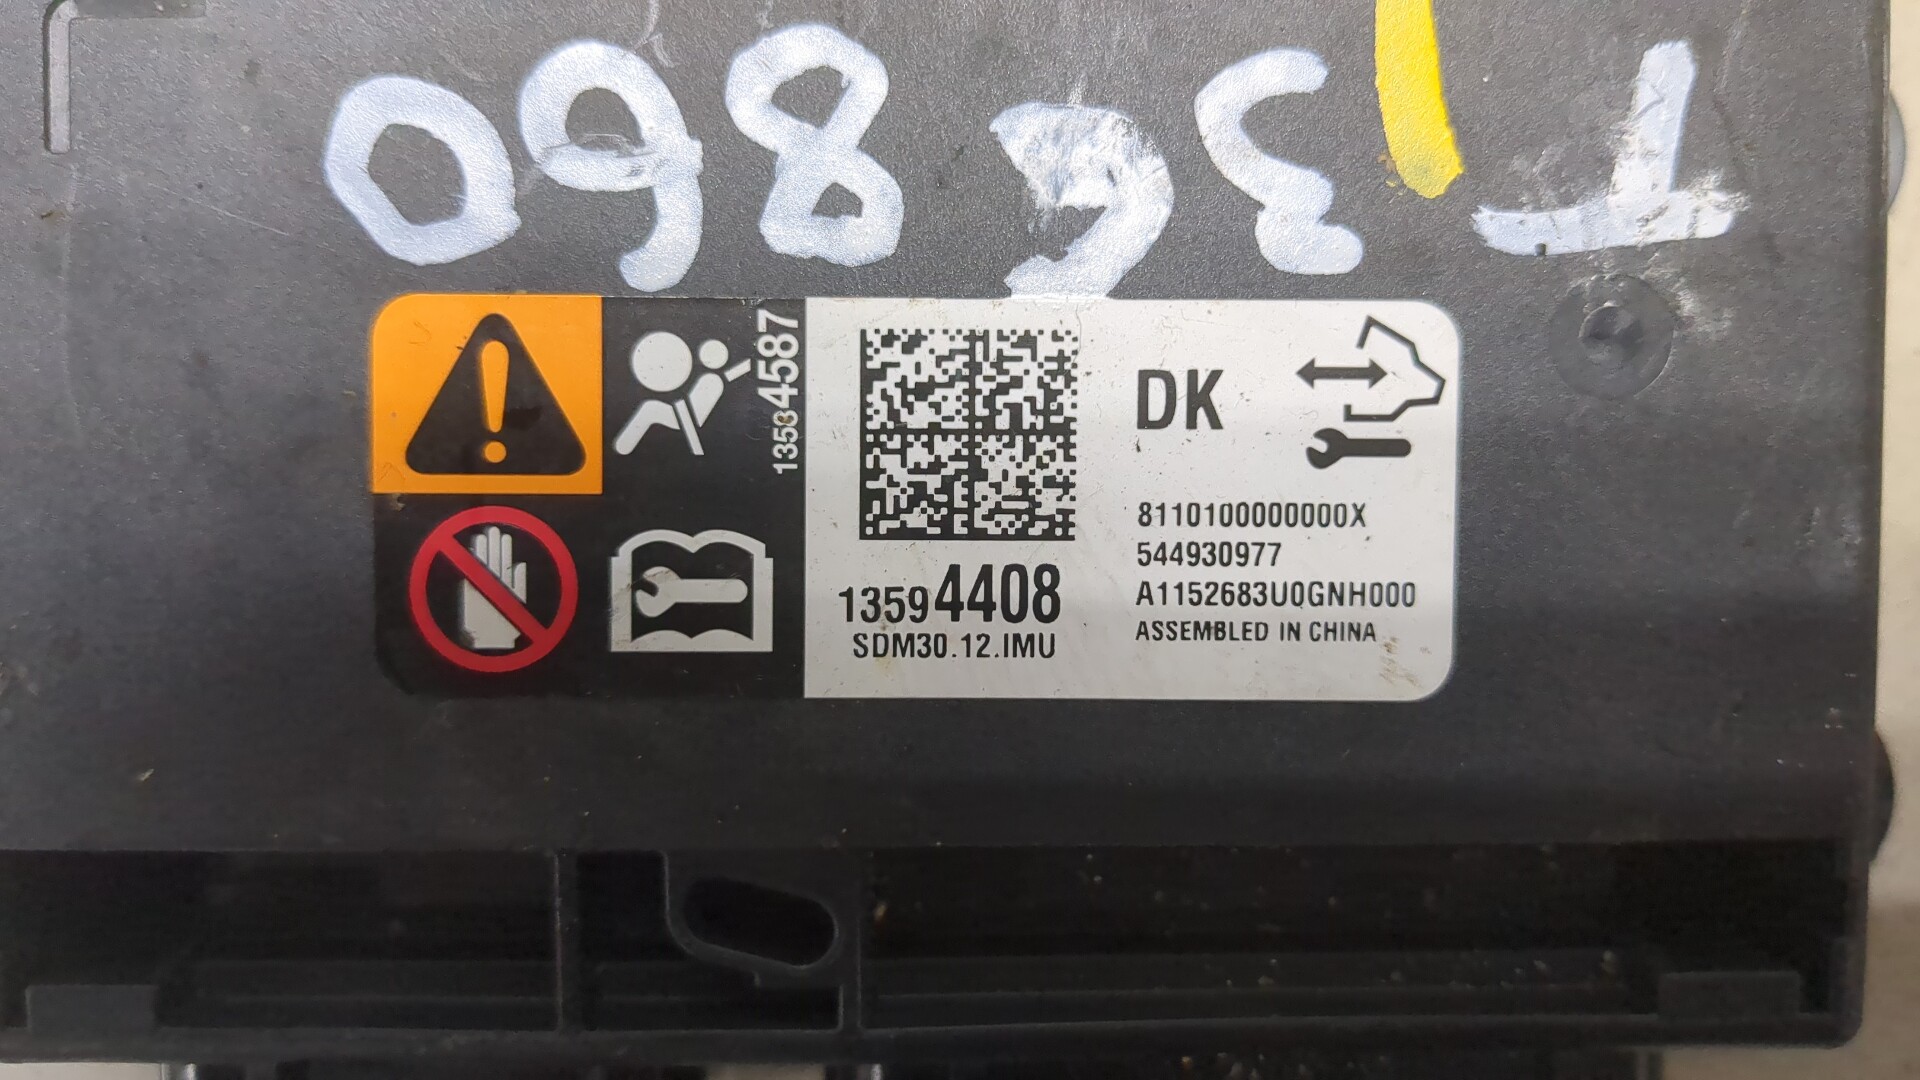 T36860
13584587
DK
8110100000000X
544930977
13594408
A1152683U0GNH000
SDM30.12.IMU
ASSEMBLED IN CHINA